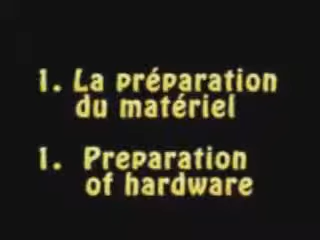 1. La préparation
du matériel
1. Preparation
of hardware